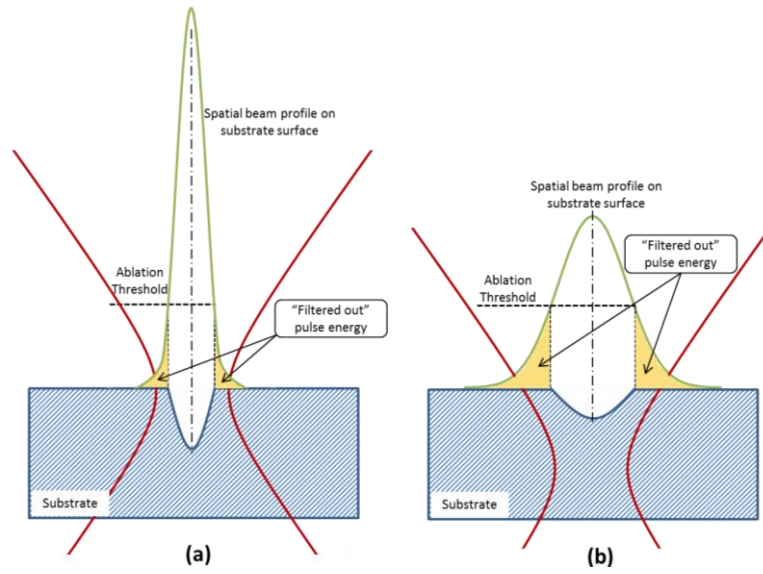 Spatial beam profile on
substrate surface
Ablation
Threshold
“Filtered out”
pulse energy
Substrate
(a)
Spatial beam profile on
substrate surface
“Filtered out”
pulse energy
Ablation
Threshold
Substrate
(b)